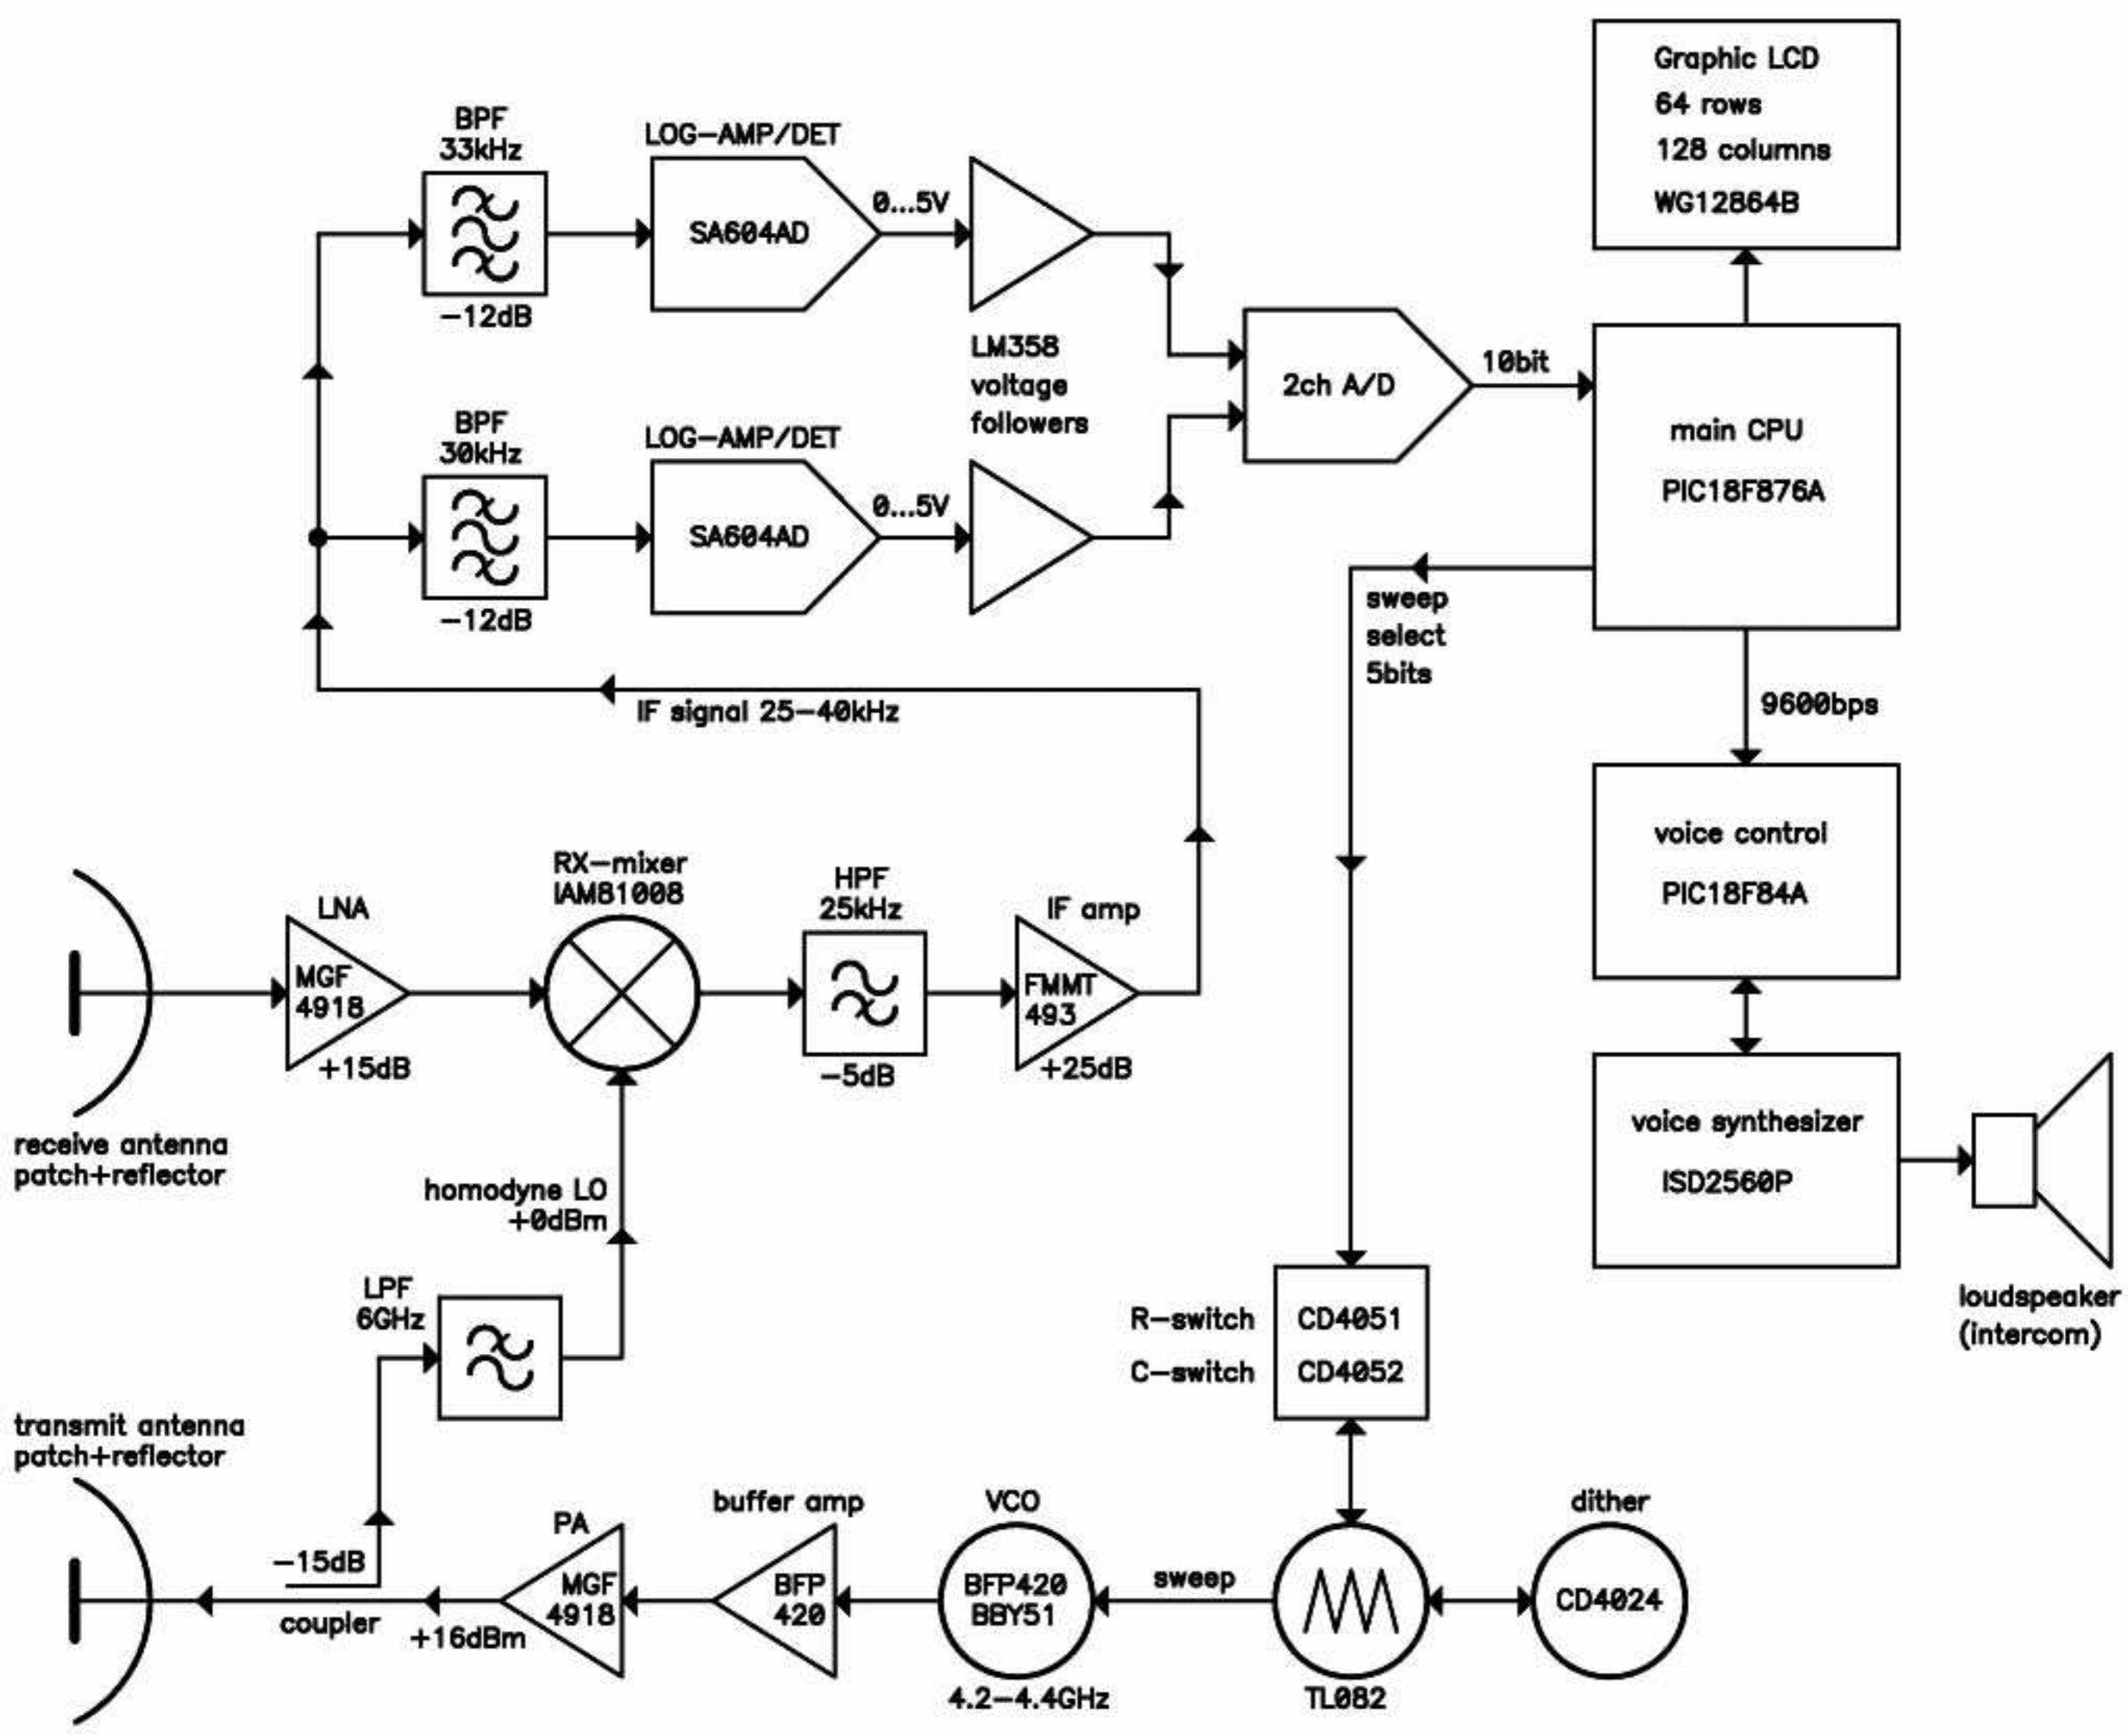 Graphic LCD
64 rows
128 columns
WG12864B
BPF
33kHz
-12dB
LOG-AMP/DET
SA604AD
0...5V
LM358
voltage
followers
2ch A/D
10bit
main CPU
PIC18F876A
BPF
30kHz
-12dB
LOG-AMP/DET
SA604AD
0...5V
sweep
select
5bits
IF signal 25-40kHz
9600bps
voice control
PIC18F84A
RX-mixer
IAM81008
LNA
MGF
4918
+15dB
HPF
25kHz
-5dB
IF amp
FMMT
493
+25dB
receive antenna
patch+reflector
homodyne LO
+0dBm
voice synthesizer
ISD2560P
loudspeaker
(intercom)
LPF
6GHz
R-switch
C-switch
CD4051
CD4052
transmit antenna
patch+reflector
-15dB
coupler
+16dBm
PA
MGF
4918
buffer amp
BFP
420
VCO
BFP420
BBY51
4.2-4.4GHz
sweep
TL082
dither
CD4024